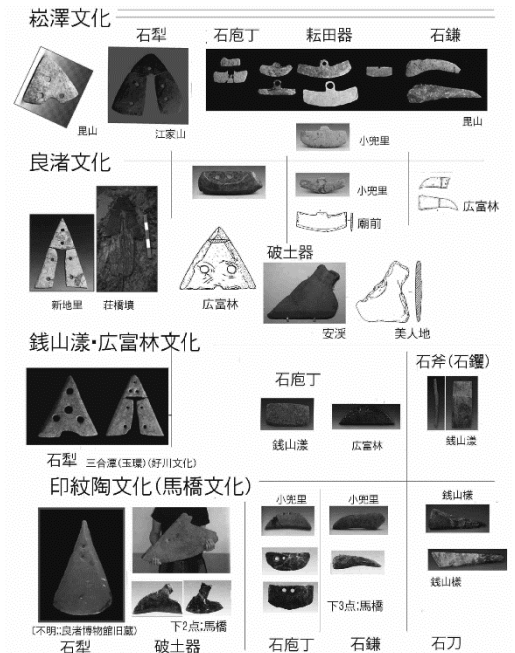 崧澤文化
石犁
石庖丁
耘田器
石鎌
昆山
江家山
昆山
小兜里
良渚文化
小兜里
広富林
廟前
破土器
新地里
荘橋墳
広富林
安渓
美人地
銭山漾・広富林文化
石庖丁
石斧(石钁)
銭山漾
広富林
銭山漾
石犁 三合潭(玉環)(好川文化)
印紋陶文化(馬橋文化)
小兜里
小兜里
銭山様
銭山樣
(不明;良渚博物館旧蔵)
下2点:馬橋
下3点:馬橋
石犁
破土器
石庖丁
石鎌
石刀